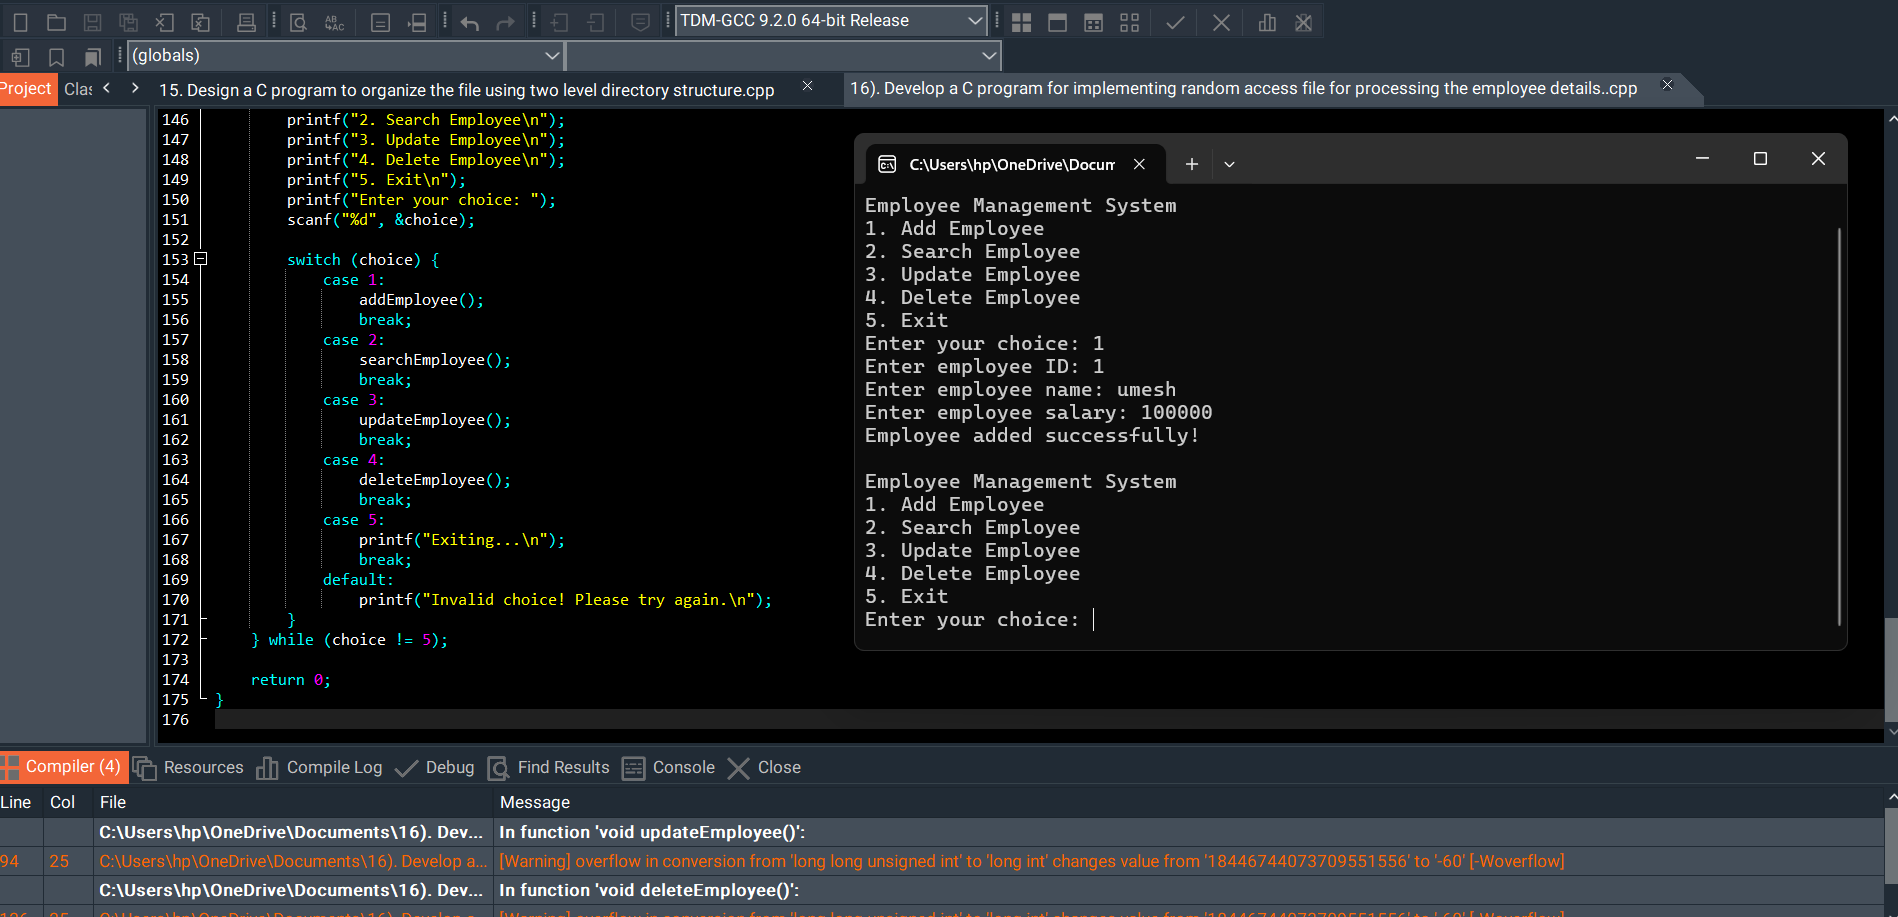 TDM-GCC 9.2.0 64-bit Release
(globals)
Project
Clas
15. Design a C program to organize the file using two level directory structure.cpp
16). Develop a C program for implementing random access file for processing the employee details..cpp
146 printf("2. Search Employee\n");
147 printf("3. Update Employee\n");
148 printf("4. Delete Employee\n");
149 printf("5. Exit\n");
150 printf("Enter your choice: ");
151 scanf("%d", &choice);
152
153 switch (choice) {
154 case 1:
155 addEmployee();
156 break;
157 case 2:
158 searchEmployee();
159 break;
160 case 3:
161 updateEmployee();
162 break;
163 case 4:
164 deleteEmployee();
165 break;
166 case 5:
167 printf("Exiting...\n");
168 break;
169 default:
170 printf("Invalid choice! Please try again.\n");
171 }
172 } while (choice != 5);
173
174 return 0;
175 }
176
C:\Users\hp\OneDrive\Docum
Employee Management System
1. Add Employee
2. Search Employee
3. Update Employee
4. Delete Employee
5. Exit
Enter your choice: 1
Enter employee ID: 1
Enter employee name: umesh
Enter employee salary: 100000
Employee added successfully!
Employee Management System
1. Add Employee
2. Search Employee
3. Update Employee
4. Delete Employee
5. Exit
Enter your choice:
Compiler (4) Resources Compile Log Debug Find Results Console Close
Line Col File Message
C:\Users\hp\OneDrive\Documents\16). Dev... In function 'void updateEmployee()':
94 25 C:\Users\hp\OneDrive\Documents\16). Develop a... [Warning] overflow in conversion from 'long long unsigned int' to 'long int' changes value from '18446744073709551556' to '-60' [-Woverflow]
C:\Users\hp\OneDrive\Documents\16). Dev... In function 'void deleteEmployee()':